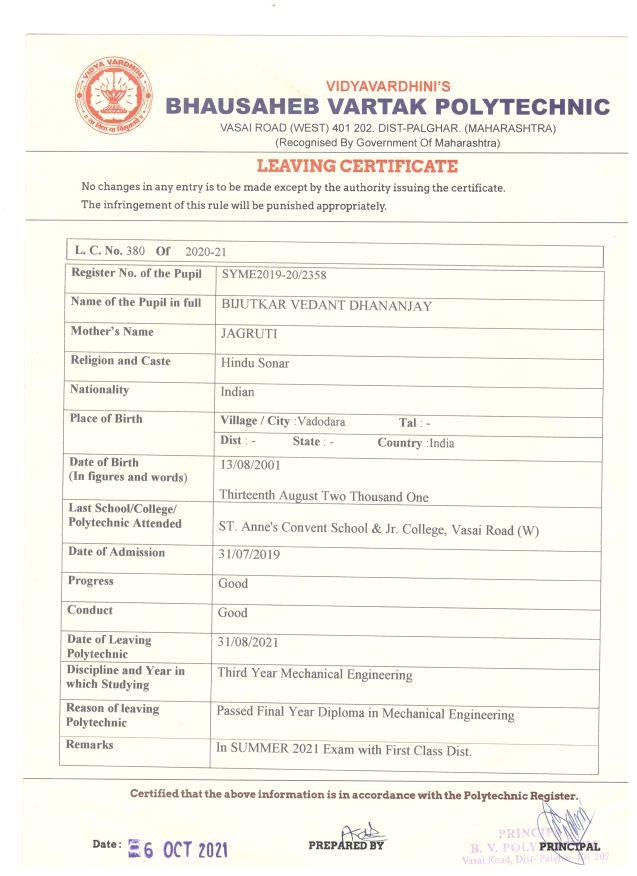 VIDYA VARDHINI
VIDYAVARDHINI'S
BHAUSAHEB VARTAK POLYTECHNIC
VASAI ROAD (WEST) 401 202. DIST-PALGHAR. (MAHARASHTRA)
(Recognised By Government Of Maharashtra)
LEAVING CERTIFICATE
No changes in any entry is to be made except by the authority issuing the certificate.
The infringement of this rule will be punished appropriately.
L. C. No. 380 Of 2020-21
Register No. of the Pupil SYME2019-20/2358
Name of the Pupil in full BIJUTKAR VEDANT DHANANJAY
Mother's Name JAGRUTI
Religion and Caste Hindu Sonar
Nationality Indian
Place of Birth Village / City :Vadodara Tal : -
Dist : - State : - Country :India
Date of Birth 13/08/2001
(In figures and words)
Thirteenth August Two Thousand One
Last School/College/
Polytechnic Attended ST. Anne's Convent School & Jr. College, Vasai Road (W)
Date of Admission 31/07/2019
Progress Good
Conduct Good
Date of Leaving 31/08/2021
Polytechnic
Discipline and Year in Third Year Mechanical Engineering
which Studying
Reason of leaving Passed Final Year Diploma in Mechanical Engineering
Polytechnic
Remarks In SUMMER 2021 Exam with First Class Dist.
Certified that the above information is in accordance with the Polytechnic Register.
Date: 6 OCT 2021 PREPARED BY PRINCIPAL
B. V.
Vasai Road, Dist- 202